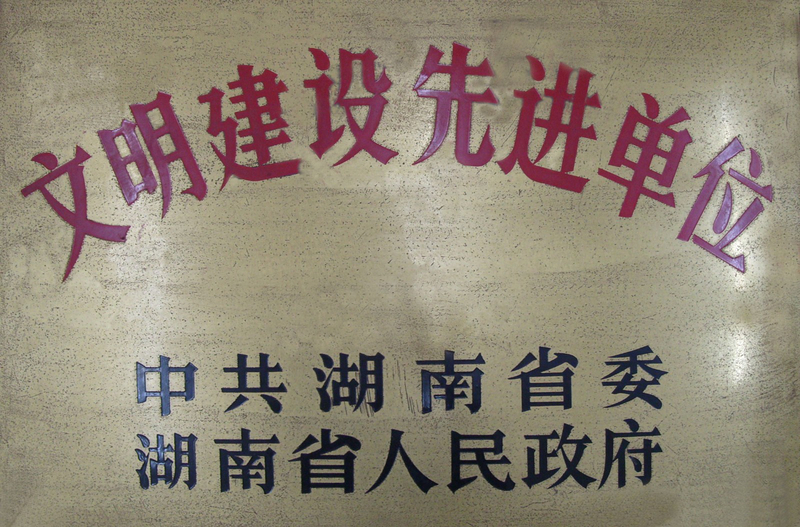 文明建设先进单位
中共湖南省委
湖南省人民政府